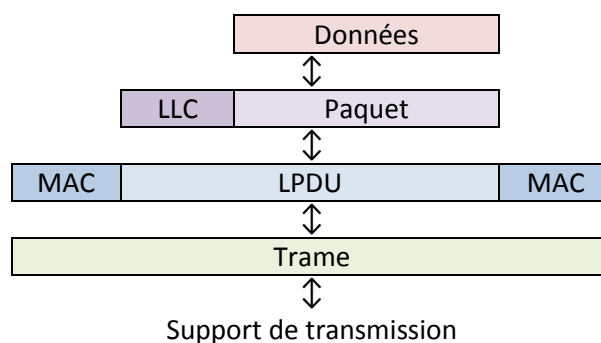 Données
LLC Paquet
MAC LPDU MAC
Trame
Support de transmission